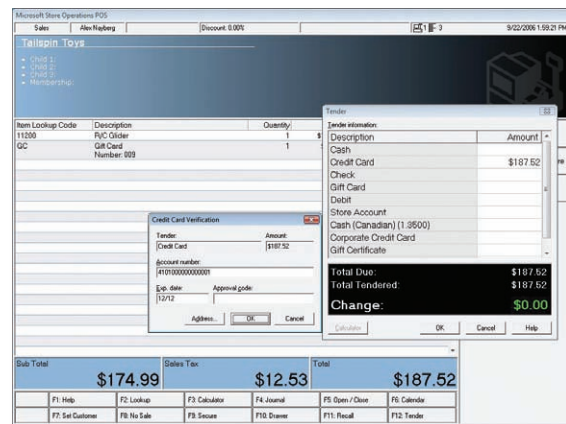 Microsoft Store Operations POS
Sales Alex Nayberg Discount: 0.00% 1 3 9/22/2006 1:59:21 PM
Tailspin Toys
• Child 1:
• Child 2:
• Child 3:
• Membership:
Item Lookup Code Description Quantity
11200 R/C Glider 1 $
GC Gift Card 1
Number: 009
Tender
Tender information:
Description Amount
Cash
Credit Card $187.52
Check
Gift Card
Debit
Store Account
Cash (Canadian) (1.3500)
Corporate Credit Card
Gift Certificate
Total Due: $187.52
Total Tendered: $187.52
Change: $0.00
Calculator OK Cancel Help
Credit Card Verification
Tender: Amount:
Credit Card $187.52
Account number:
4101000000000001
Exp. date: Approval code:
12/12
Address... OK Cancel
Sub Total Sales Tax Total
$174.99 $12.53 $187.52
F1: Help F2: Lookup F3: Calculator F4: Journal F5: Open / Close F6: Calendar
F7: Set Customer F8: No Sale F9: Secure F10: Drawer F11: Recall F12: Tender